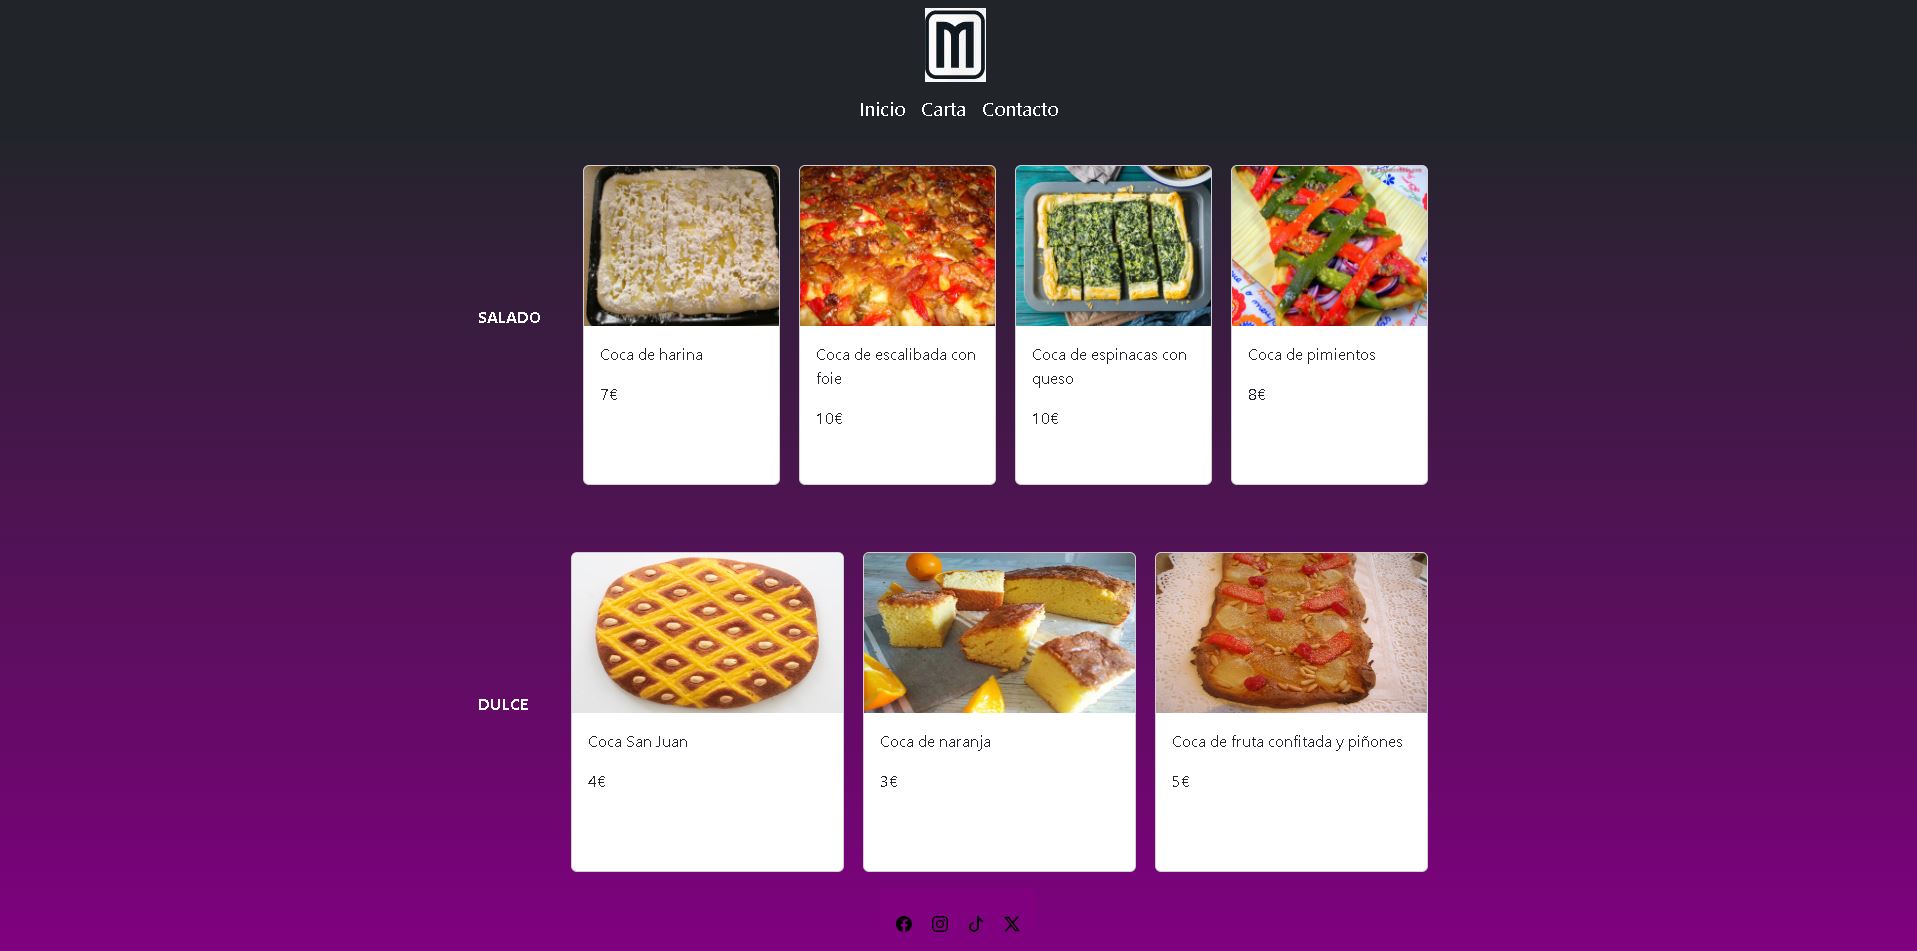 M
Inicio Carta Contacto
SALADO
Coca de harina
7€
Coca de escalibada con
foie
10€
Coca de espinacas con
queso
10€
Coca de pimientos
8€
DULCE
Coca San Juan
4€
Coca de naranja
3€
Coca de fruta confitada y piñones
5€